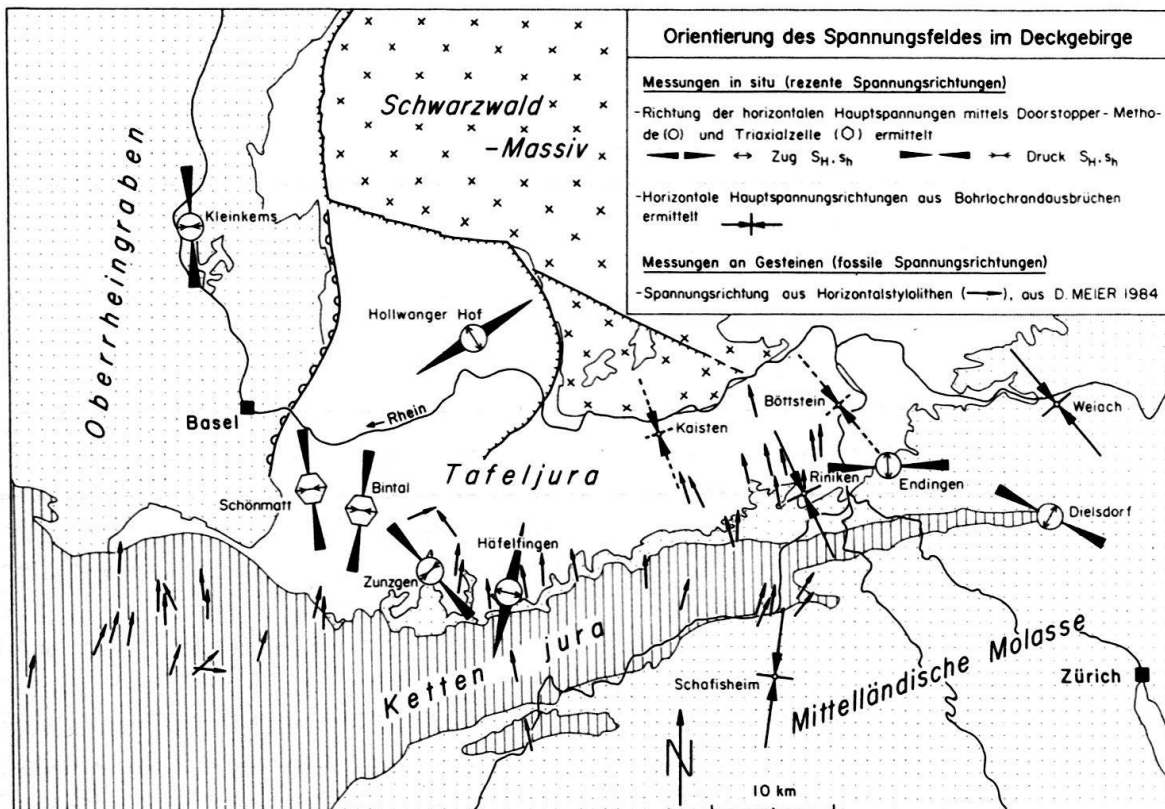 Orientierung des Spannungsfeldes im Deckgebirge
Messungen in situ (rezente Spannungsrichtungen)
-Richtung der horizontalen Hauptspannungen mittels Doorstopper-Metho-
de (O) und Triaxialzelle (⬡) ermittelt
Zug S_H, s_h Druck S_H, s_h
-Horizontale Hauptspannungsrichtungen aus Bohrlochrandausbrüchen
ermittelt
Messungen an Gesteinen (fossile Spannungsrichtungen)
-Spannungsrichtung aus Horizontalstylolithen (→), aus D. MEIER 1984
Schwarzwald
-Massiv
Oberrheingraben
Kleinkems
Hollwanger Hof
Basel
Rhein
Kaisten
Böttstein
Weiach
Tafeljura
Schönmatt
Bintal
Riniken
Endingen
Dielsdorf
Häfelfingen
Zunzgen
Kettenjura
Schafisheim
Mittelländische Molasse
Zürich
N
10 km